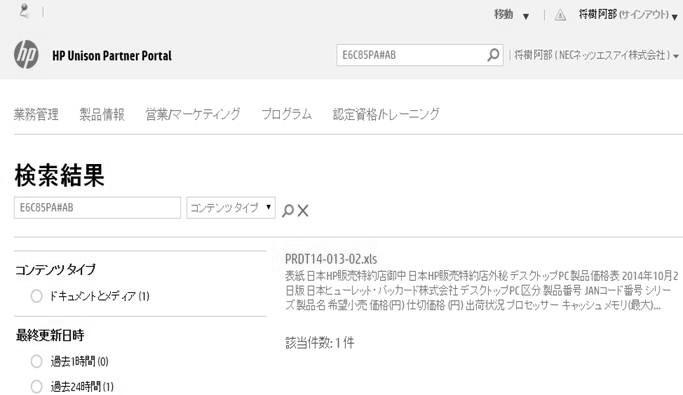 移動 ▼ | 将樹 阿部 (サインアウト) ▼
hp HP Unison Partner Portal E6C85PA#AB | 将樹阿部 ( NECネッツエスアイ株式会社 ) ▾
業務管理 製品情報 営業/マーケティング プログラム 認定資格/トレーニング
検索結果
E6C85PA#AB コンテンツ タイプ ▼
コンテンツ タイプ
ドキュメントとメディア (1)
最終更新日時
過去1時間 (0)
過去24時間 (1)
PRDT14-013-02.xls
表紙 日本HP販売特約店御中 日本HP販売特約店外秘 デスクトップPC 製品価格表 2014年10月2
日版 日本ヒューレット・パッカード株式会社 デスクトップPC 区分 製品番号 JANコード番号 シリー
ズ 製品名 希望小売 価格(円) 仕切価格 (円) 出荷状況 プロセッサー キャッシュ メモリ(最大)...
該当件数: 1 件